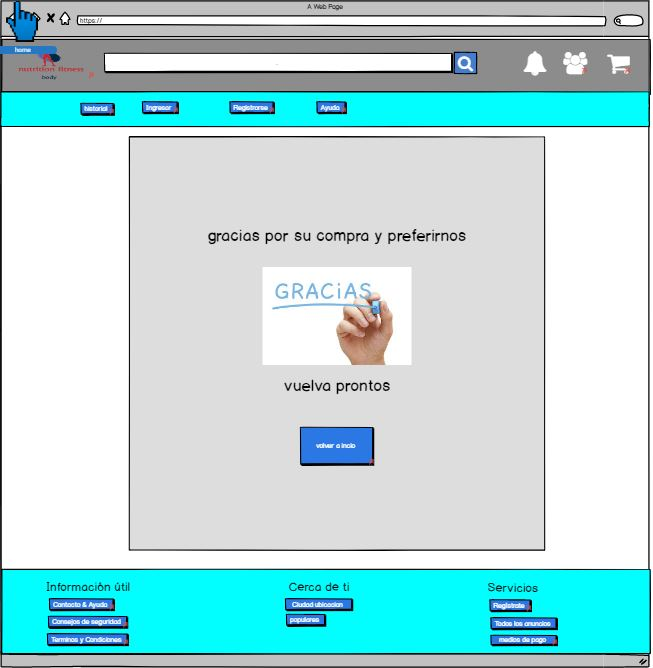 A Web Page
https://
home
nutrition fitness
body
historial
Ingresar
Registrarse
Ayuda
gracias por su compra y preferirnos
GRACiAS
vuelva prontos
volver a incio
Información útil
Cerca de ti
Servicios
Contacto & Ayuda
Ciudad ubicacion
Registrate
Consejos de seguridad
populares
Todos los anuncios
Terminos y Condiciones
medios de pago